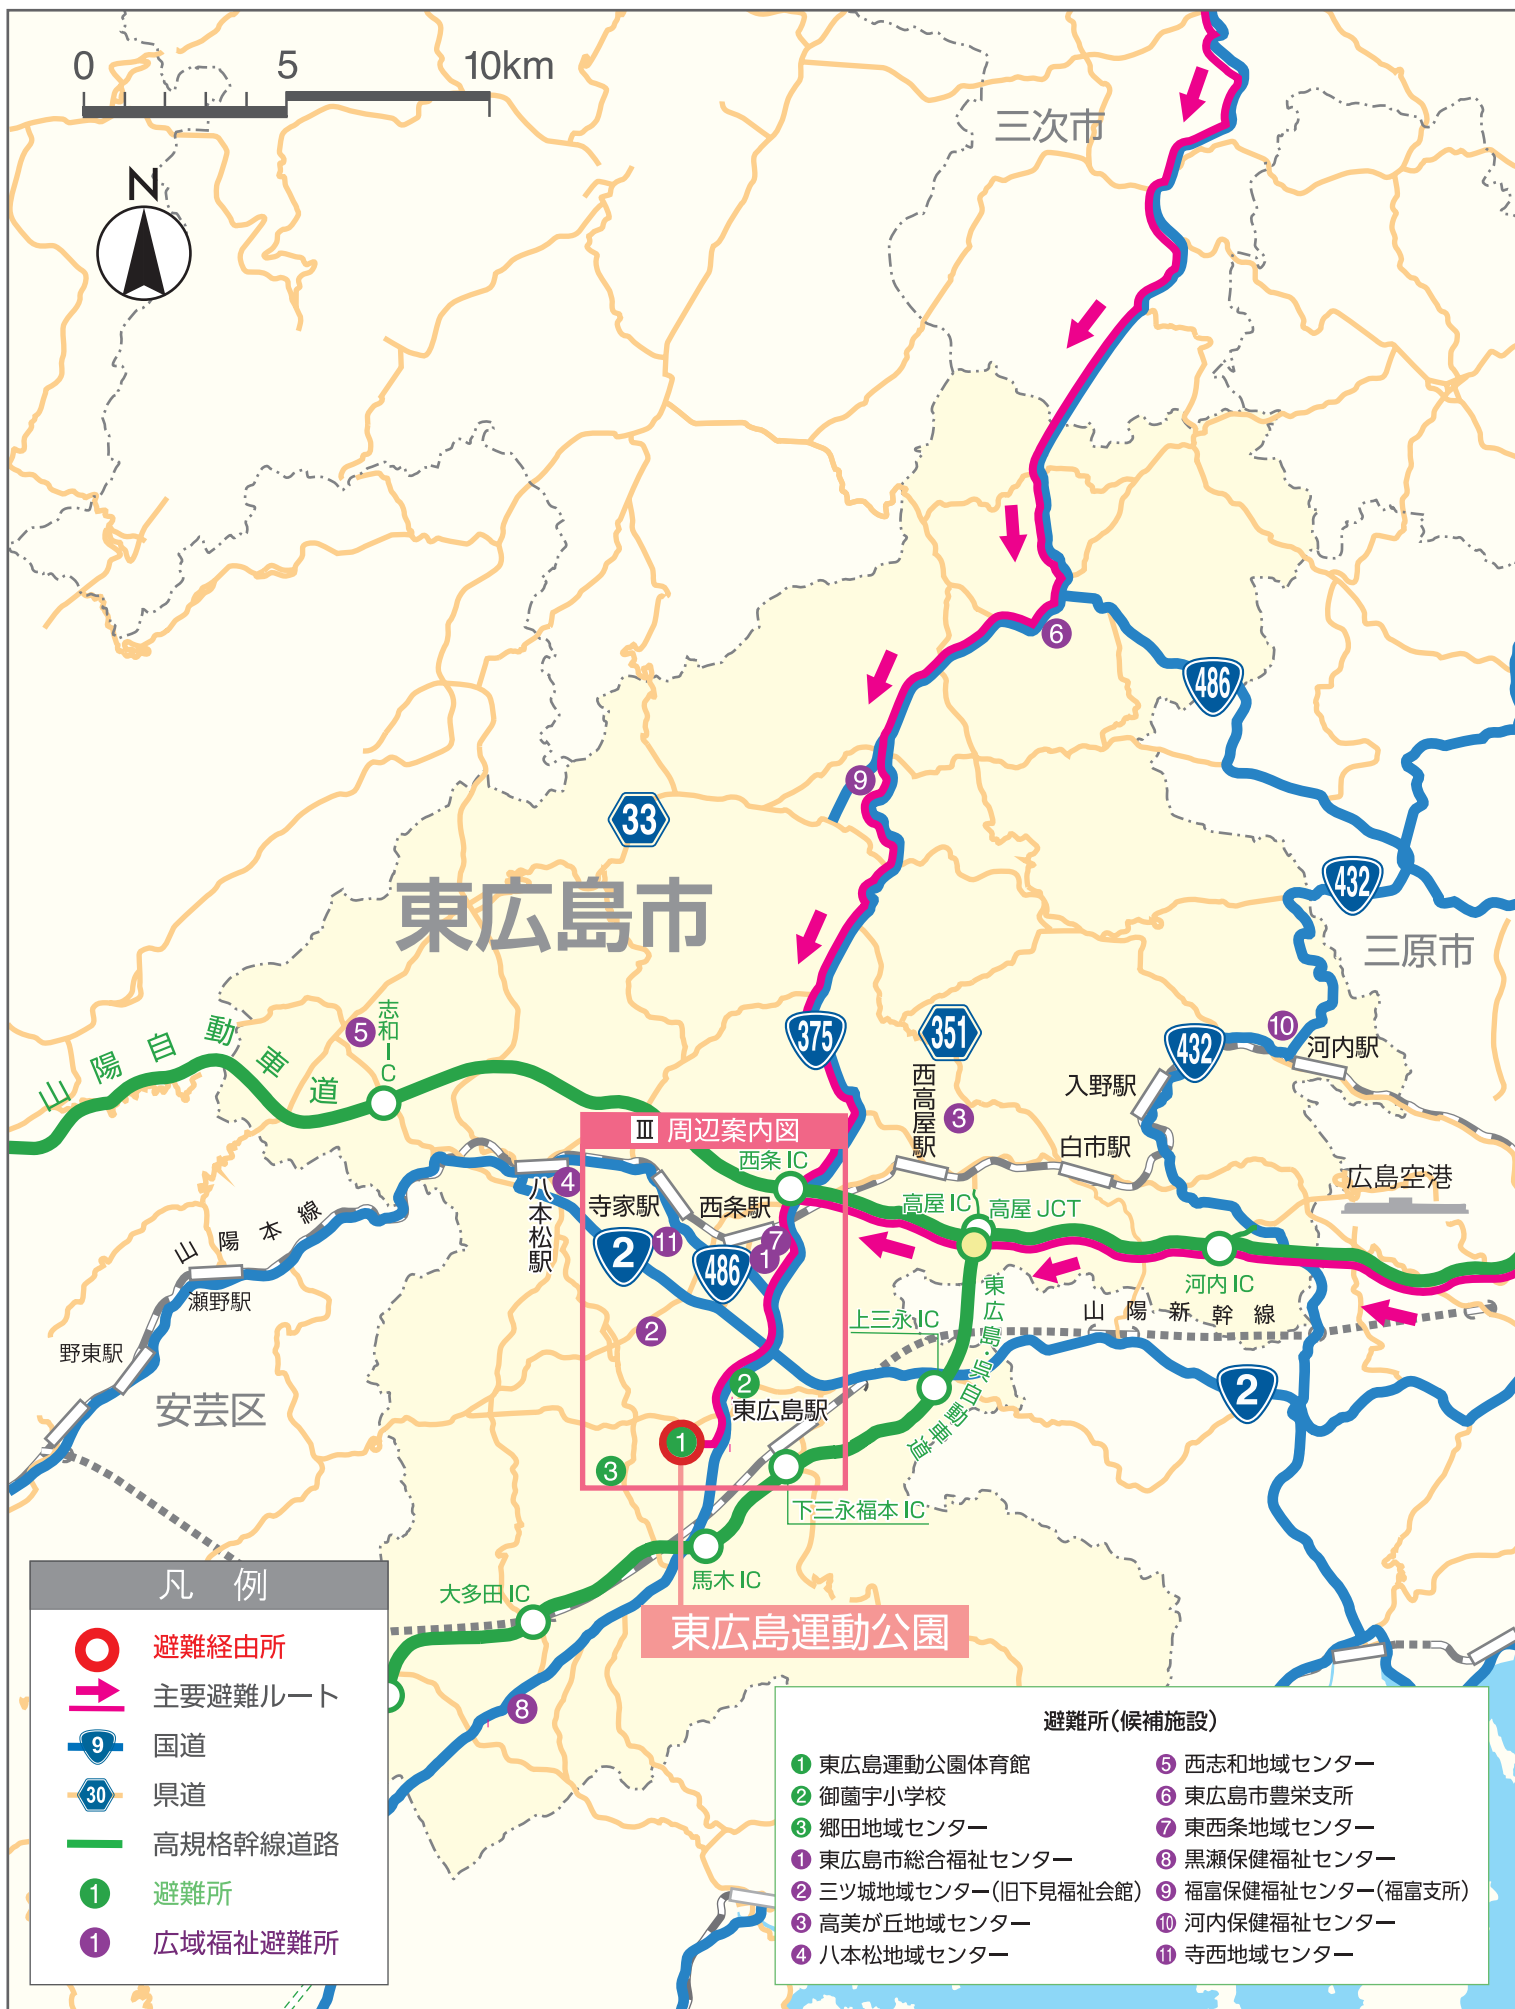 0 5 10km
N
三次市
486
33
東広島市
432
三原市
志和IC
375
351
432
河内駅
山陽自動車道
西高屋駅
入野駅
Ⅲ 周辺案内図
白市駅
西条IC
広島空港
八本松駅
寺家駅
西条駅
高屋IC
高屋JCT
山陽本線
2
486
河内IC
瀬野駅
東広島・呉自動車道
山陽新幹線
上三永IC
野東駅
2
安芸区
東広島駅
下三永福本IC
馬木IC
大多田IC
東広島運動公園
凡例
避難経由所
主要避難ルート
9 国道
30 県道
高規格幹線道路
1 避難所
1 広域福祉避難所
避難所(候補施設)
1 東広島運動公園体育館
2 御薗宇小学校
3 郷田地域センター
1 東広島市総合福祉センター
2 三ツ城地域センター(旧下見福祉会館)
3 高美が丘地域センター
4 八本松地域センター
5 西志和地域センター
6 東広島市豊栄支所
7 東西条地域センター
8 黒瀬保健福祉センター
9 福富保健福祉センター(福富支所)
10 河内保健福祉センター
11 寺西地域センター
6
9
5
10
3
4
11
7
1
2
2
1
3
8